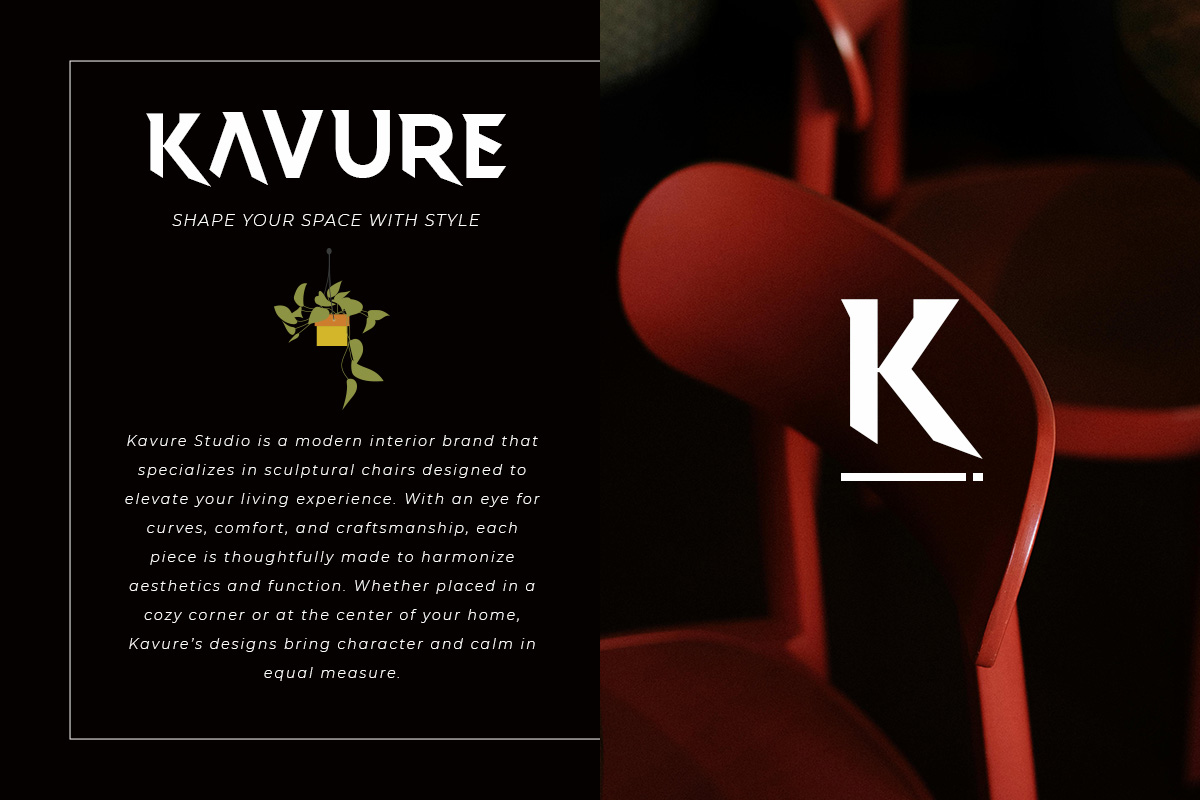 KAVURE
SHAPE YOUR SPACE WITH STYLE
Kavure Studio is a modern interior brand that
specializes in sculptural chairs designed to
elevate your living experience. With an eye for
curves, comfort, and craftsmanship, each
piece is thoughtfully made to harmonize
aesthetics and function. Whether placed in a
cozy corner or at the center of your home,
Kavure’s designs bring character and calm in
equal measure.
K